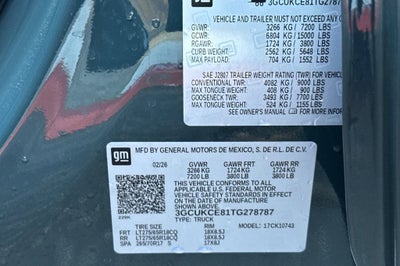 3GCUKCE81TG2787
VEHICLE AND TRAILER MUST NOT EXCEED ANY O
GVWR 3266 KG / 7200 LBS
GCWR 6804 KG / 15000 LBS
RGAWR 1724 KG / 3800 LBS
CURB WT 2562 KG / 5648 LBS
MAX PAYLOAD 704 KG / 1552 LBS
SAE J2807 TRAILER WEIGHT RATING (TWR) FOR ALL
CONVENTIONAL TWR 4082 KG / 9000 LBS
MAX TONGUE WEIGHT 408 KG / 900 LBS
GOOSENECK TWR 3493 KG / 7700 LBS
MAX TONGUE WEIGHT 524 KG / 1155 LBS
SEE OWNER'S MANUAL FOR ADDITIONAL
gm
MFD BY GENERAL MOTORS DE MEXICO, S. DE R.L. DE C.V.
02/26 GVWR GAWR FRT GAWR RR
3266 KG 1724 KG 1724 KG
7200 LB 3800 LB 3800 LB
THIS VEHICLE CONFORMS TO ALL
APPLICABLE U.S. FEDERAL MOTOR
VEHICLE SAFETY STANDARDS IN EFFECT
ON THE DATE OF MANUFACTURE SHOWN ABOVE.
3GCUKCE81TG278787
TYPE: TRUCK
TIRE SIZE RIM MODEL: 17CK10743
FRT LT275/65R18CQ 18X8.5J
RR LT275/65R18CQ 18X8.5J
SPA 265/70R17 S 17X8J